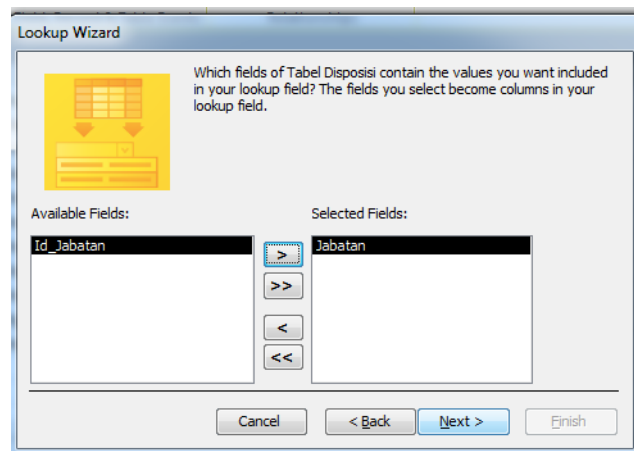 Lookup Wizard
Which fields of Tabel Disposisi contain the values you want included
in your lookup field? The fields you select become columns in your
lookup field.
Available Fields:
Selected Fields:
Id_Jabatan
>
Jabatan
>>
<
<<
Cancel
< Back
Next >
Finish